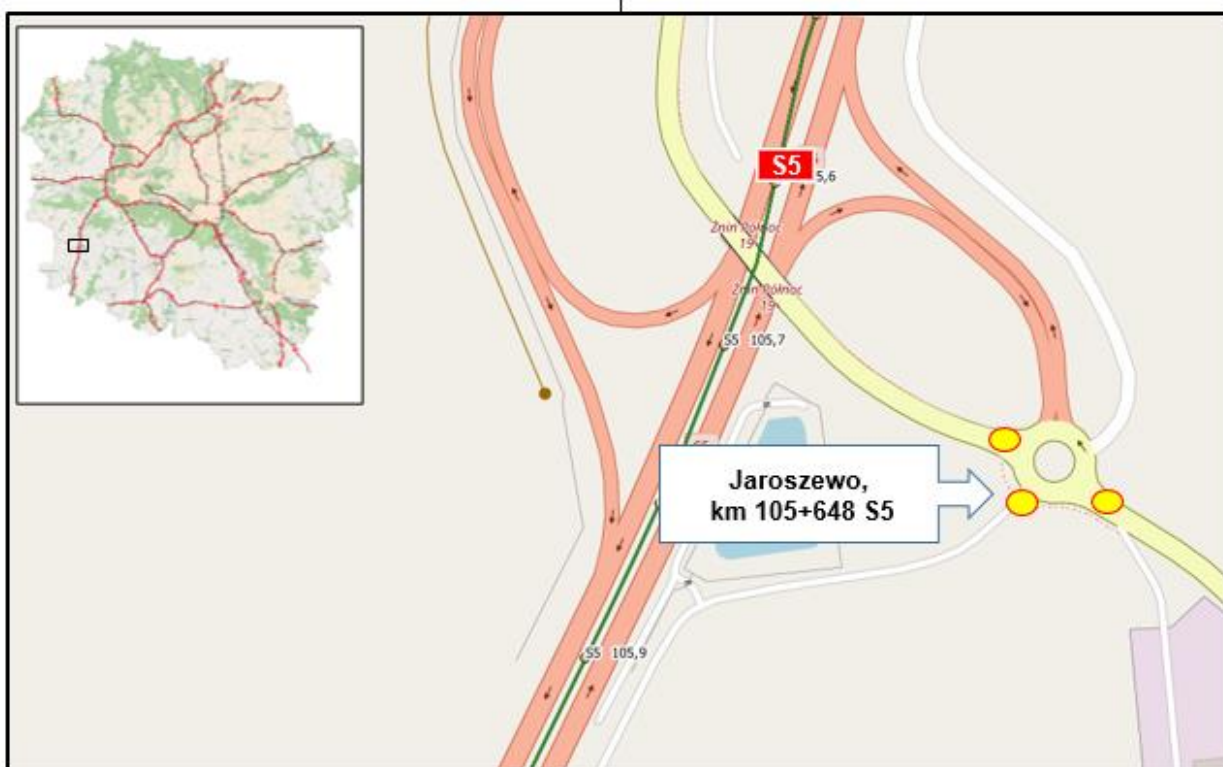 S5
5,6
Żnin Północ
19
Żnin Północ
19
S5 105,7
S5
Jaroszewo,
km 105+648 S5
S5 105,9